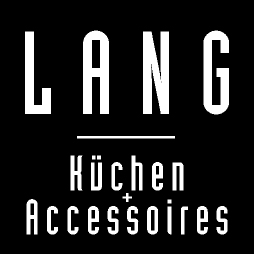 LANG
Küchen
+
Accessoires